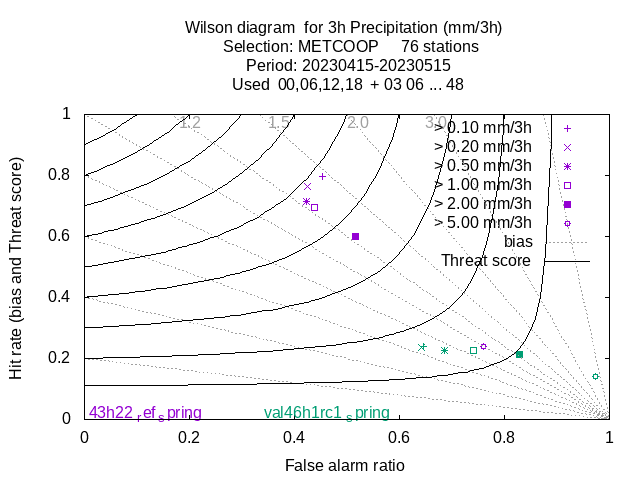 Wilson diagram  for 3h Precipitation (mm/3h)
Selection: METCOOP     76 stations
Period: 20230415-20230515
Used  00,06,12,18  + 03 06 ... 48
1.2 1.5 2.0 3.0
> 0.10 mm/3h
> 0.20 mm/3h
> 0.50 mm/3h
> 1.00 mm/3h
> 2.00 mm/3h
> 5.00 mm/3h
bias
Threat score
Hit rate (bias and Threat score)
1
0.8
0.6
0.4
0.2
0
43h22refspring val46h1rc1spring
0 0.2 0.4 0.6 0.8 1
False alarm ratio